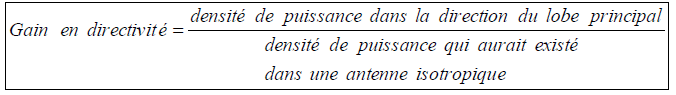 Gain en directivité = densité de puissance dans la direction du lobe principal
densité de puissance qui aurait existé
dans une antenne isotropique